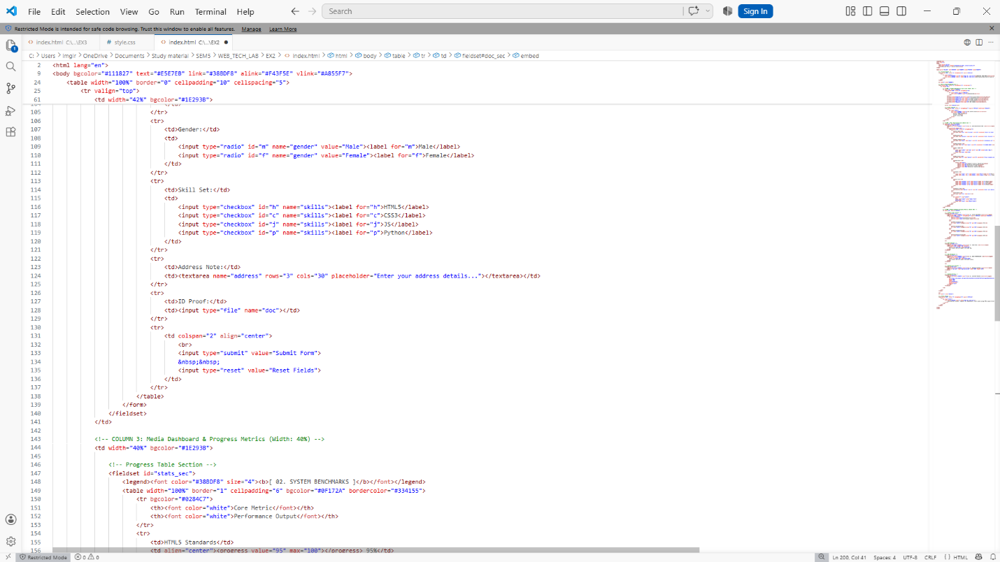 File Edit Selection View Go Run Terminal Help
Search
Sign In
Restricted Mode is intended for safe code browsing. Trust this window to enable all features. Manage Learn More
index.html C:\...\EX3
style.css
index.html C:\...\EX2
C: > Users > lmglr > OneDrive > Documents > Study material > SEM5 > WEB_TECH_LAB > EX2 > index.html > html > body > table > tr > td > fieldset#doc_sec > embed
2 <html lang="en">
9 <body bgcolor="#111827" text="#E5E7EB" link="#38BDF8" alink="#F43F5E" vlink="#A855F7">
24 <table width="100%" border="0" cellpadding="10" cellspacing="5">
25 <tr valign="top">
61 <td width="42%" bgcolor="#1E293B">
105 </tr>
106 <tr>
107 <td>Gender:</td>
108 <td>
109 <input type="radio" id="m" name="gender" value="Male"><label for="m">Male</label>
110 <input type="radio" id="f" name="gender" value="Female"><label for="f">Female</label>
111 </td>
112 </tr>
113 <tr>
114 <td>Skill Set:</td>
115 <td>
116 <input type="checkbox" id="h" name="skills"><label for="h">HTML5</label>
117 <input type="checkbox" id="c" name="skills"><label for="c">CSS3</label>
118 <input type="checkbox" id="j" name="skills"><label for="j">JS</label>
119 <input type="checkbox" id="p" name="skills"><label for="p">Python</label>
120 </td>
121 </tr>
122 <tr>
123 <td>Address Note:</td>
124 <td><textarea name="address" rows="3" cols="30" placeholder="Enter your address details..."></textarea></td>
125 </tr>
126 <tr>
127 <td>ID Proof:</td>
128 <td><input type="file" name="doc"></td>
129 </tr>
130 <tr>
131 <td colspan="2" align="center">
132 <br>
133 <input type="submit" value="Submit Form">
134 &nbsp;&nbsp;
135 <input type="reset" value="Reset Fields">
136 </td>
137 </tr>
138 </table>
139 </form>
140 </fieldset>
141 </td>
142
143 <!-- COLUMN 3: Media Dashboard & Progress Metrics (Width: 40%) -->
144 <td width="40%" bgcolor="#1E293B">
145
146 <!-- Progress Table Section -->
147 <fieldset id="stats_sec">
148 <legend><font color="#38BDF8" size="4"><b>[ 02. SYSTEM BENCHMARKS ]</b></font></legend>
149 <table width="100%" border="1" cellpadding="6" bgcolor="#0F172A" bordercolor="#334155">
150 <tr bgcolor="#0284C7">
151 <th><font color="white">Core Metric</font></th>
152 <th><font color="white">Performance Output</font></th>
153 </tr>
154 <tr>
155 <td>HTML5 Standards</td>
156 <td align="center"><progress value="95" max="100"></progress> 95%</td>
Restricted Mode 0 0 Ln 200, Col 41 Spaces: 4 UTF-8 CRLF { } HTML